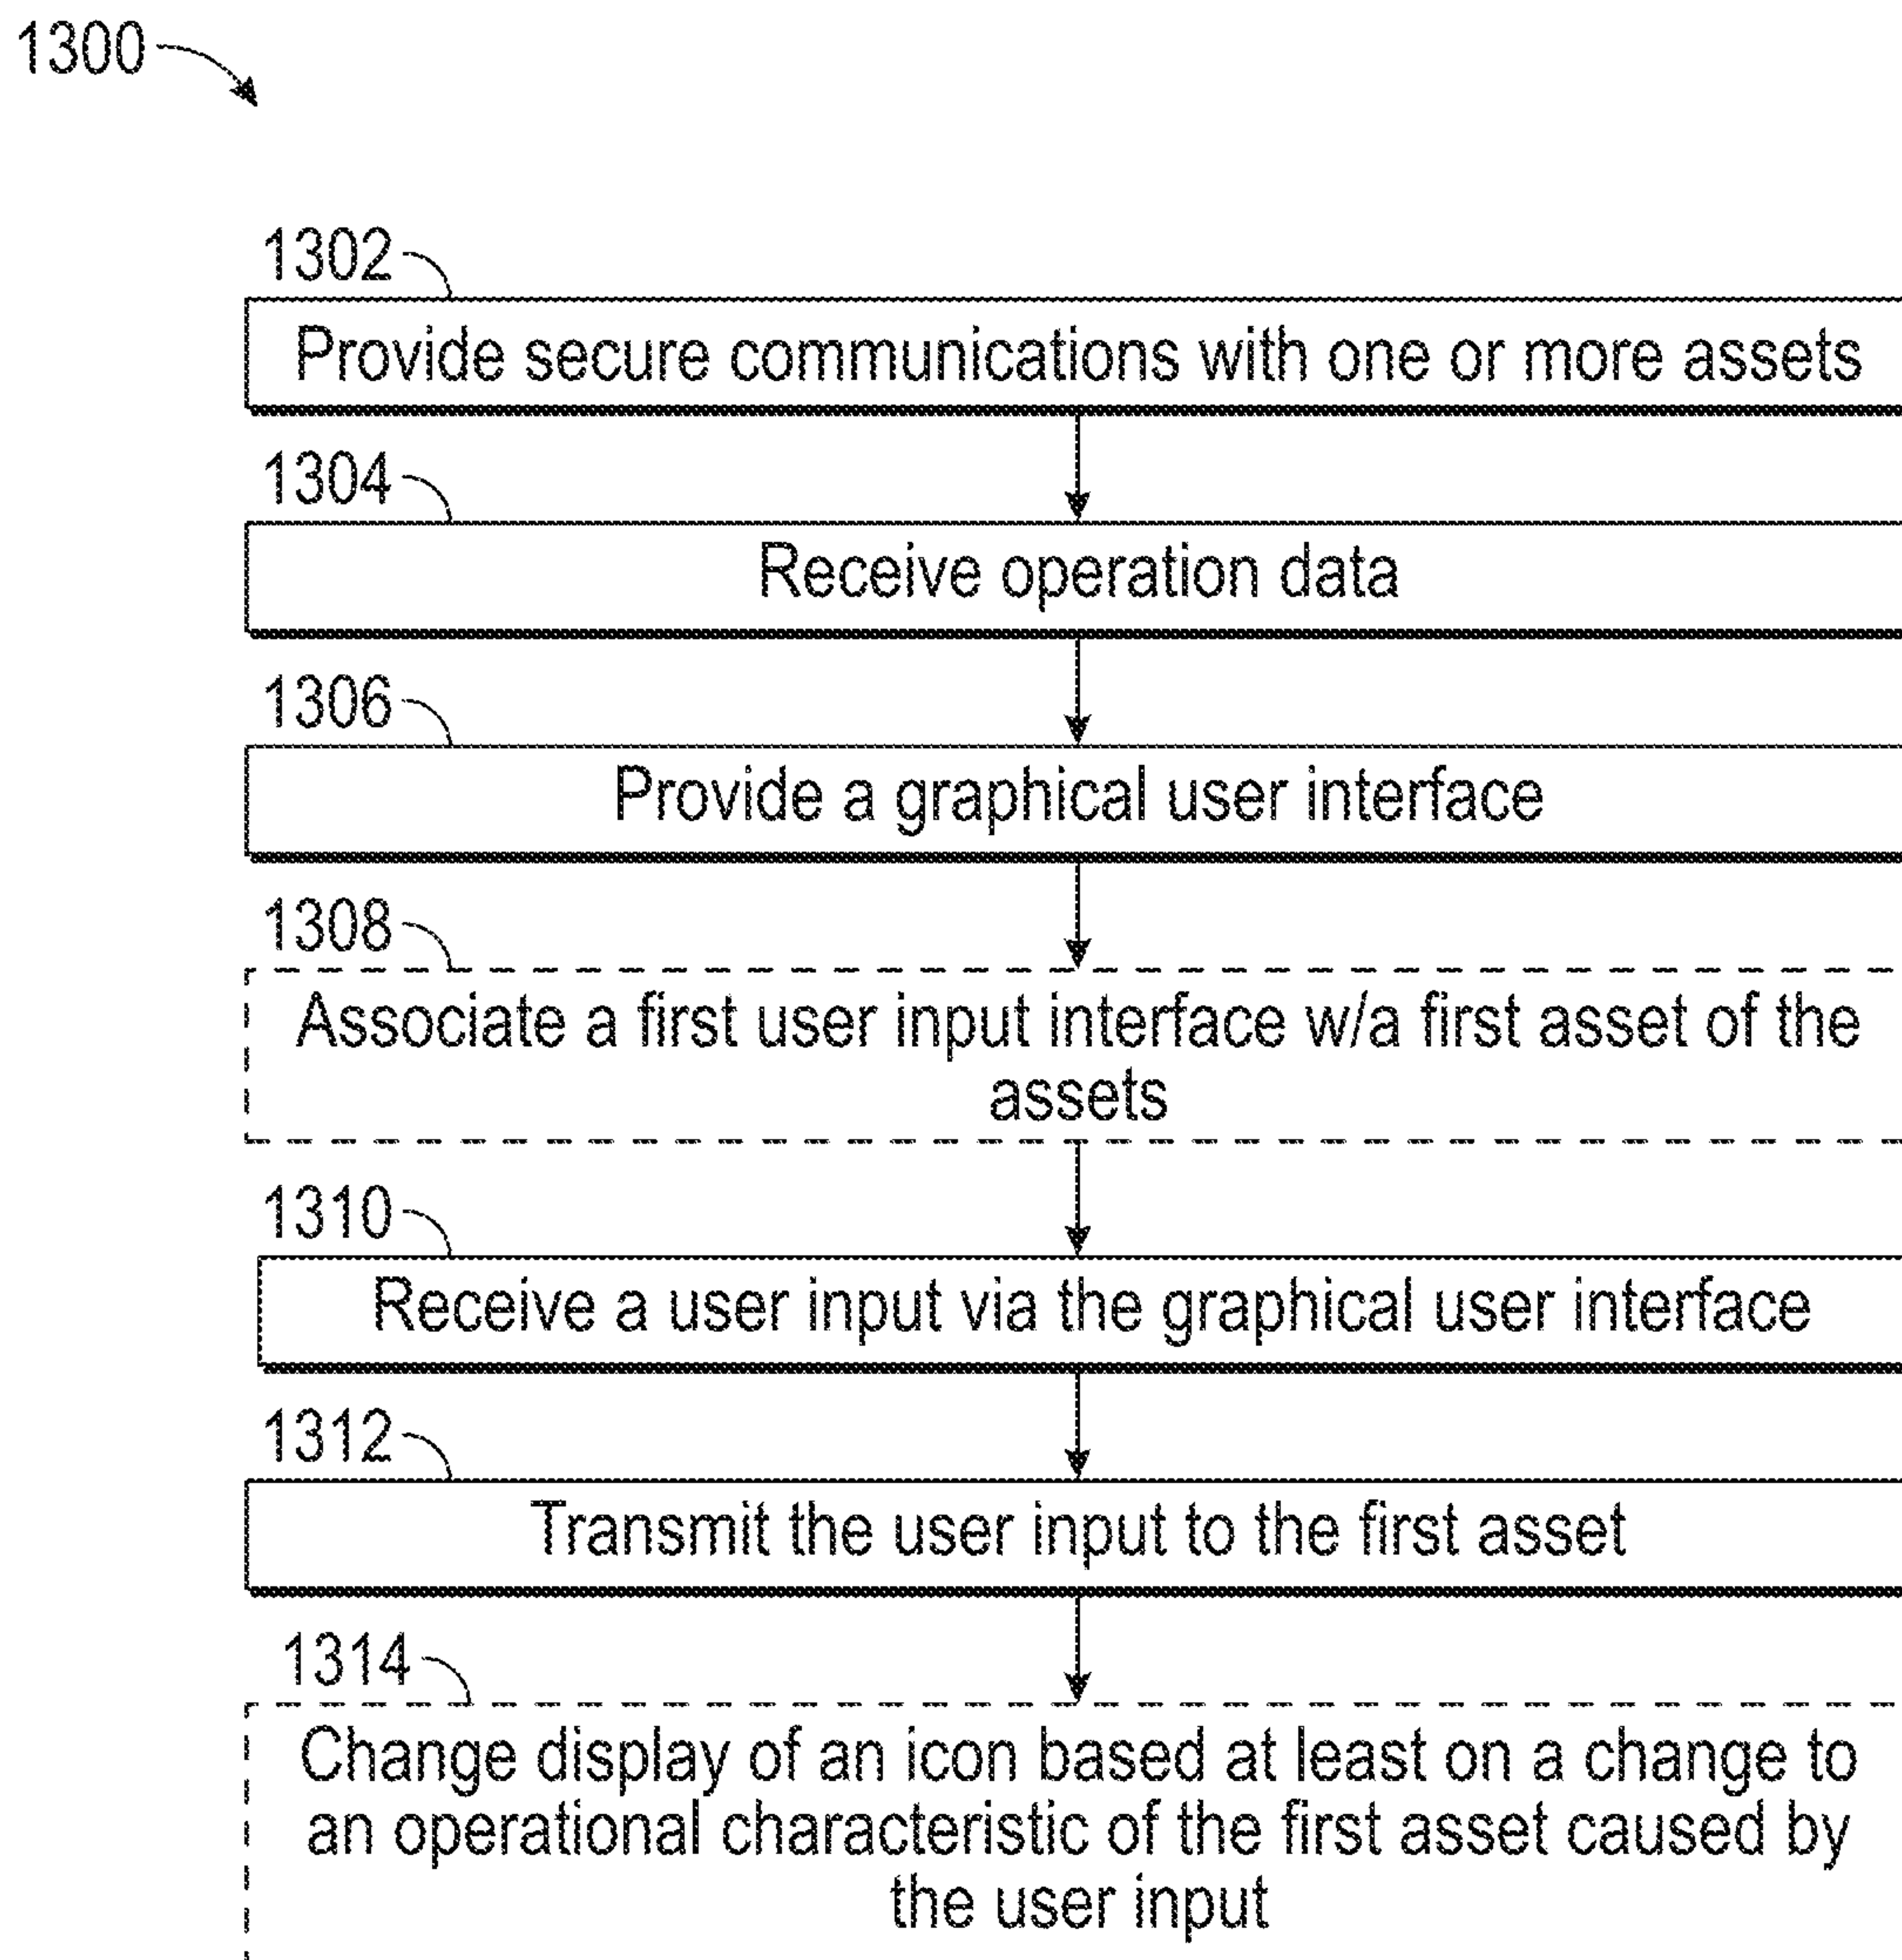 1300
1302
Provide secure communications with one or more assets
1304
Receive operation data
1306
Provide a graphical user interface
1308
Associate a first user input interface w/a first asset of the
assets
1310
Receive a user input via the graphical user interface
1312
Transmit the user input to the first asset
1314
Change display of an icon based at least on a change to
an operational characteristic of the first asset caused by
the user input